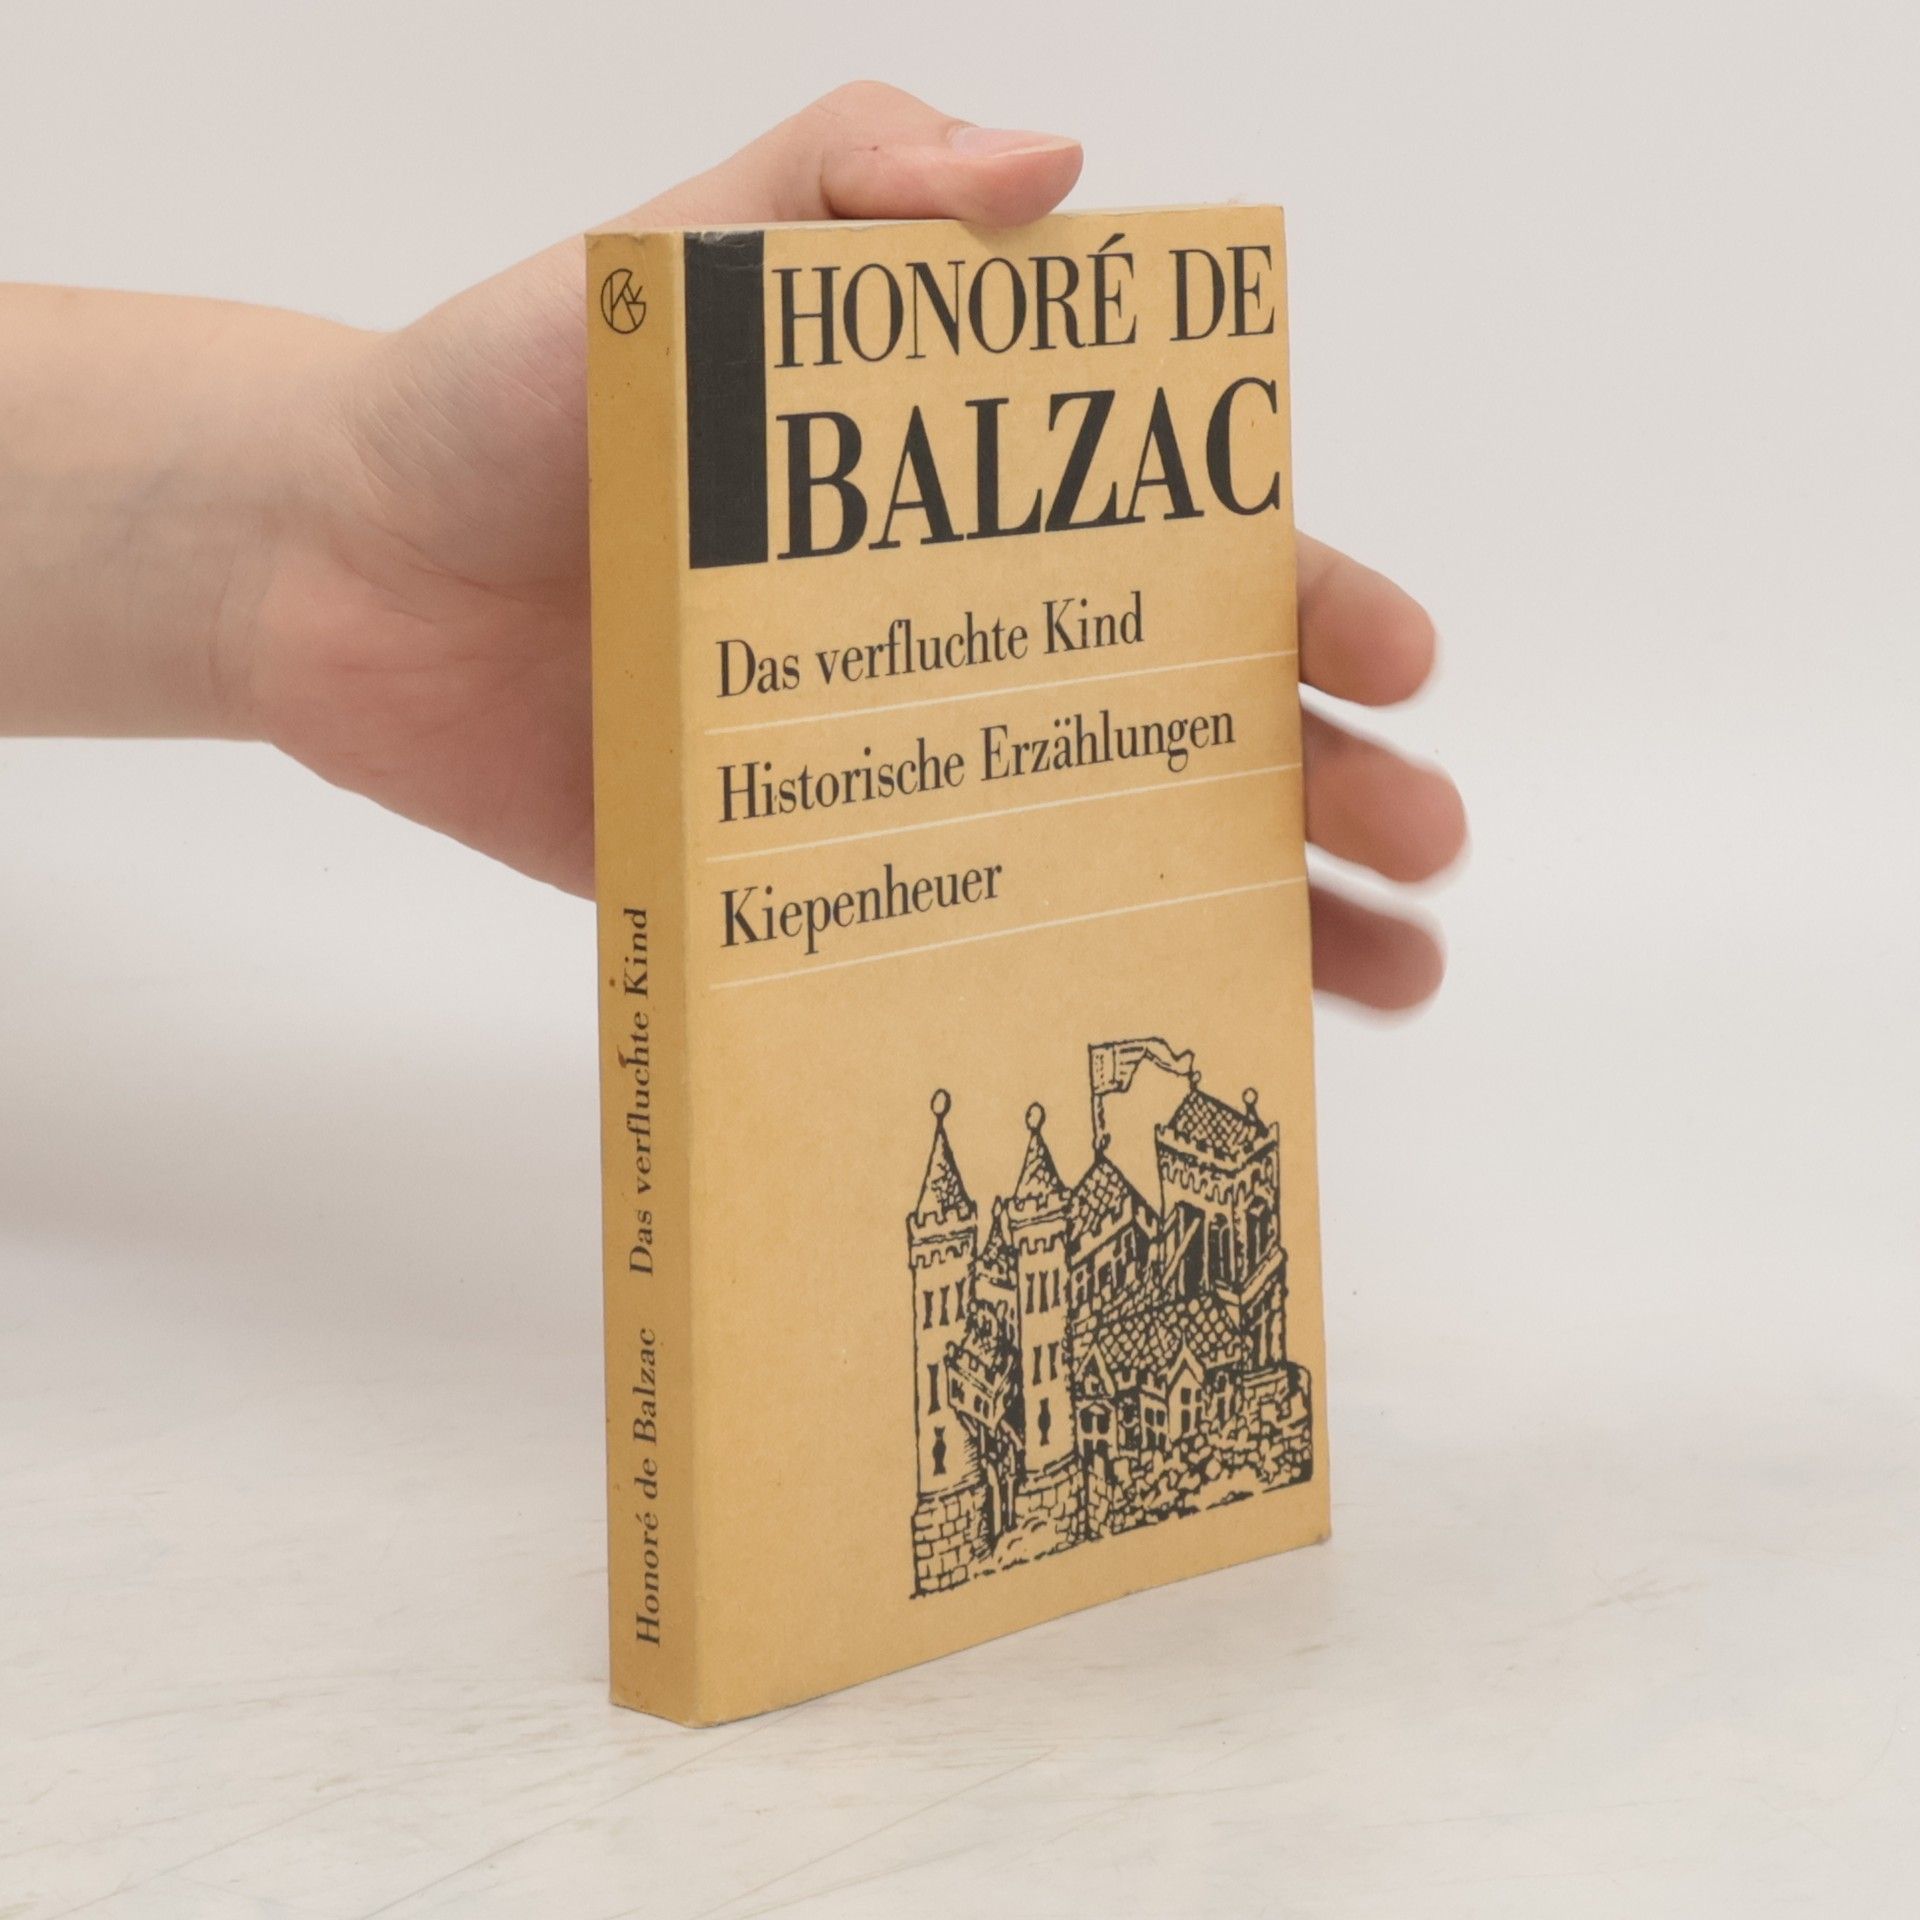 HONORÉ DE
BALZAC
Das verfluchte Kind
Historische Erzählungen
Kiepenheuer
Honoré de Balzac Das verfluchte Kind